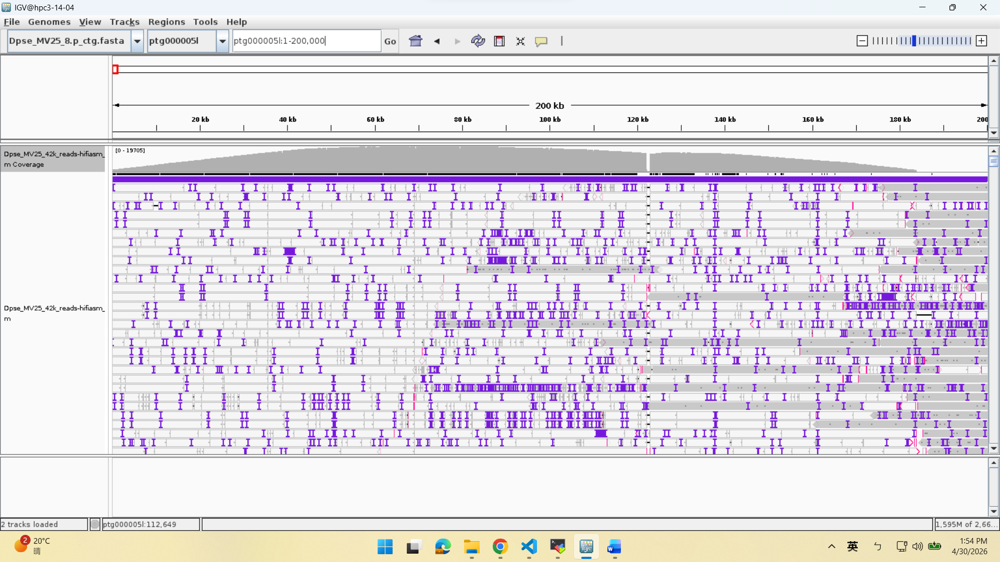 IGV@hpc3-14-04
File Genomes View Tracks Regions Tools Help
Dpse_MV25_8.p_ctg.fasta ptg000005l ptg000005l:1-200,000 Go
200 kb
20 kb 40 kb 60 kb 80 kb 100 kb 120 kb 140 kb 160 kb 180 kb 200
Dpse_MV25_42k_reads-hifiasm_
m Coverage
[0 - 19705]
Dpse_MV25_42k_reads-hifiasm_
m
2 tracks loaded ptg000005l:112,649 1,595M of 2,66...
2 20°C
晴
英 ㄅ 1:54 PM
4/30/2026